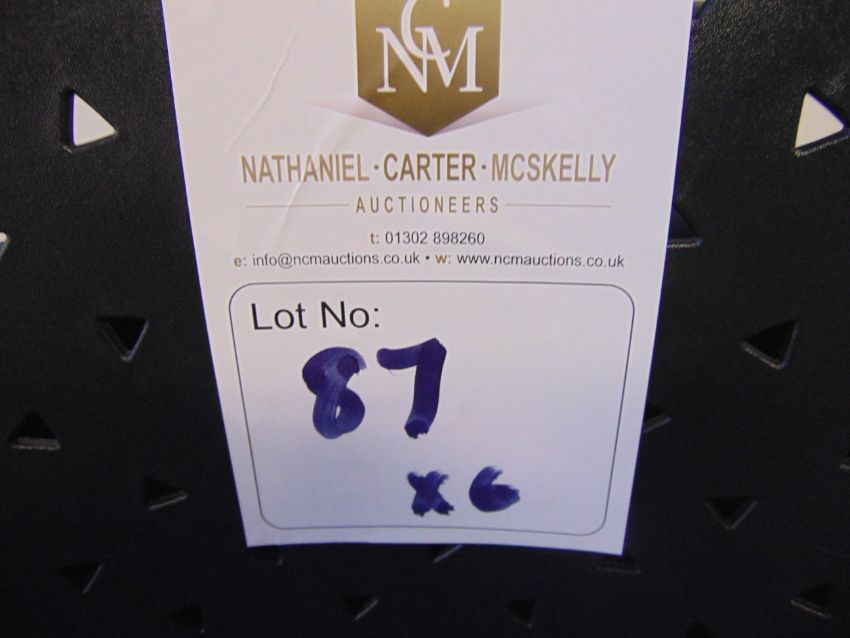 NCM
NATHANIEL · CARTER · MCSKELLY
AUCTIONEERS
t: 01302 898260
e: info@ncmauctions.co.uk • w: www.ncmauctions.co.uk
Lot No:
87
x6